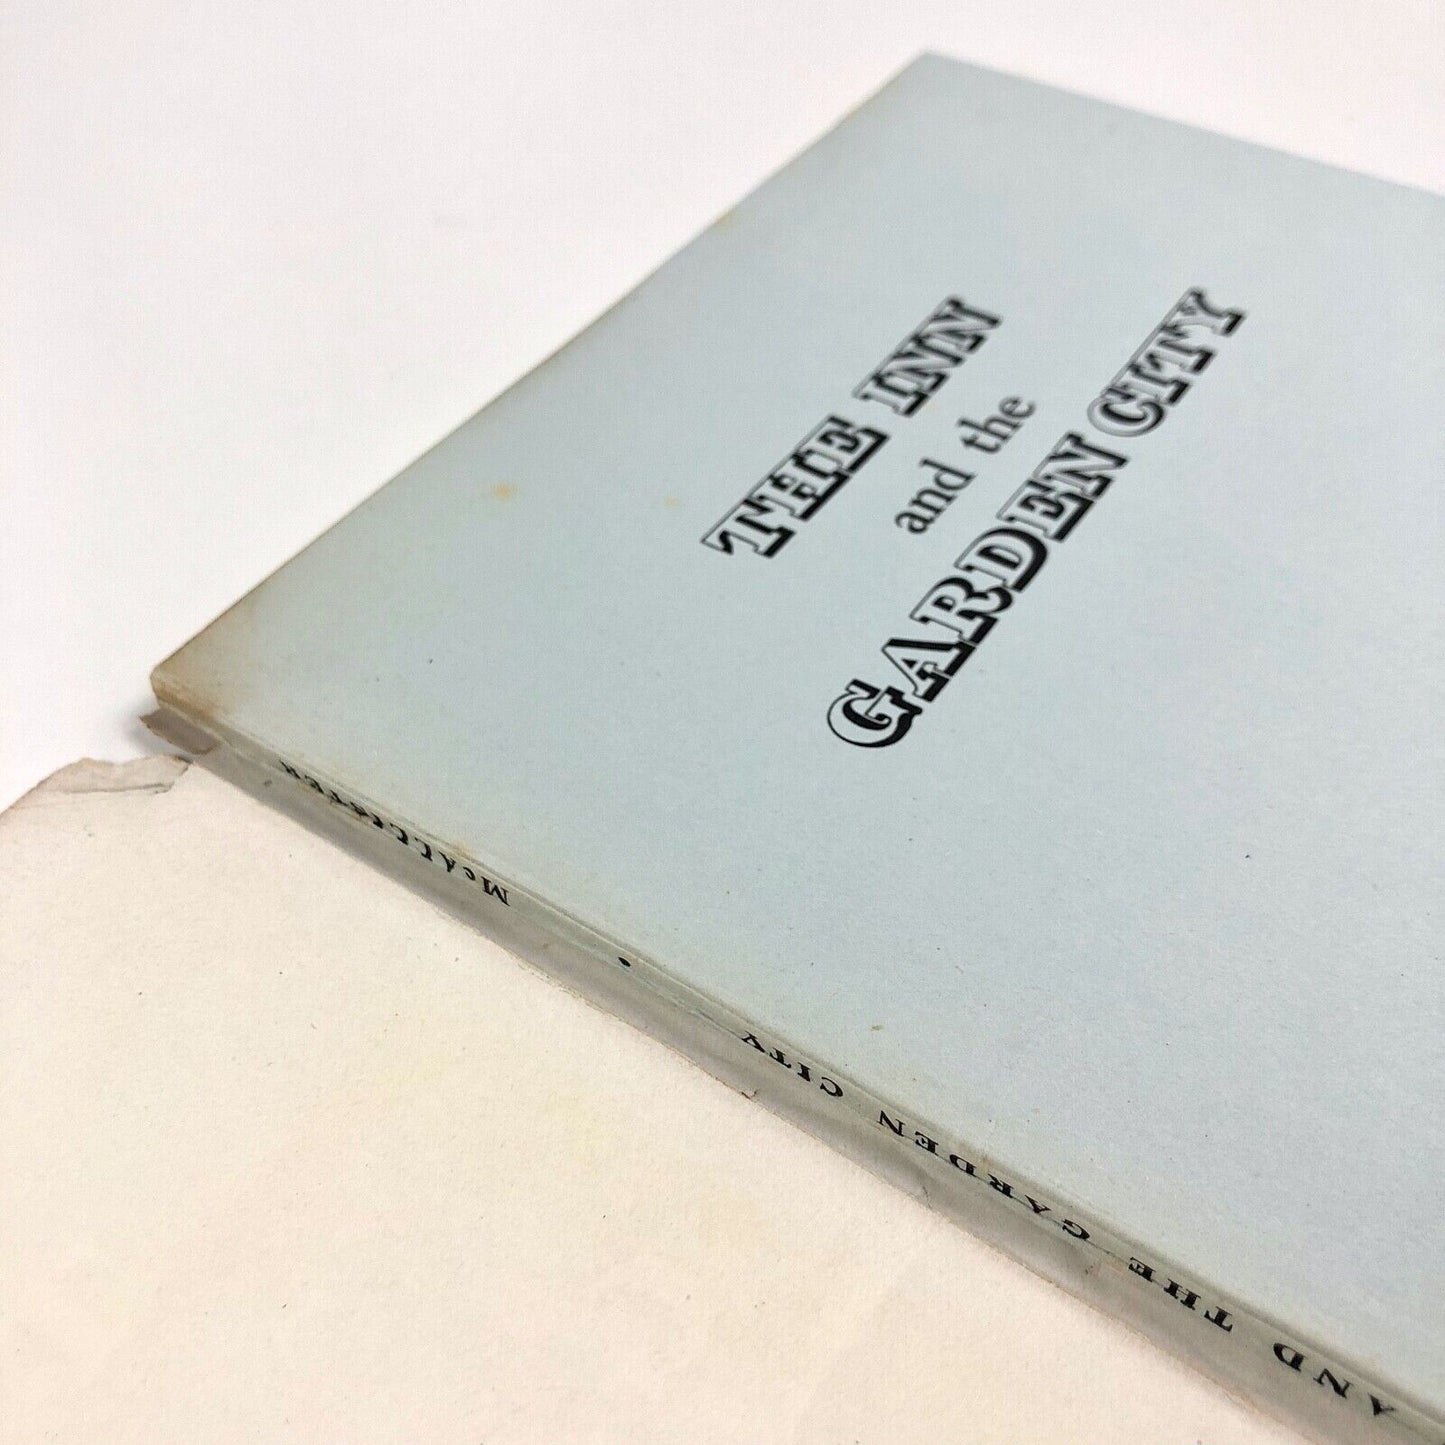 THE INN
and the
GARDEN CITY
AND THE GARDEN CITY • McALLISTER